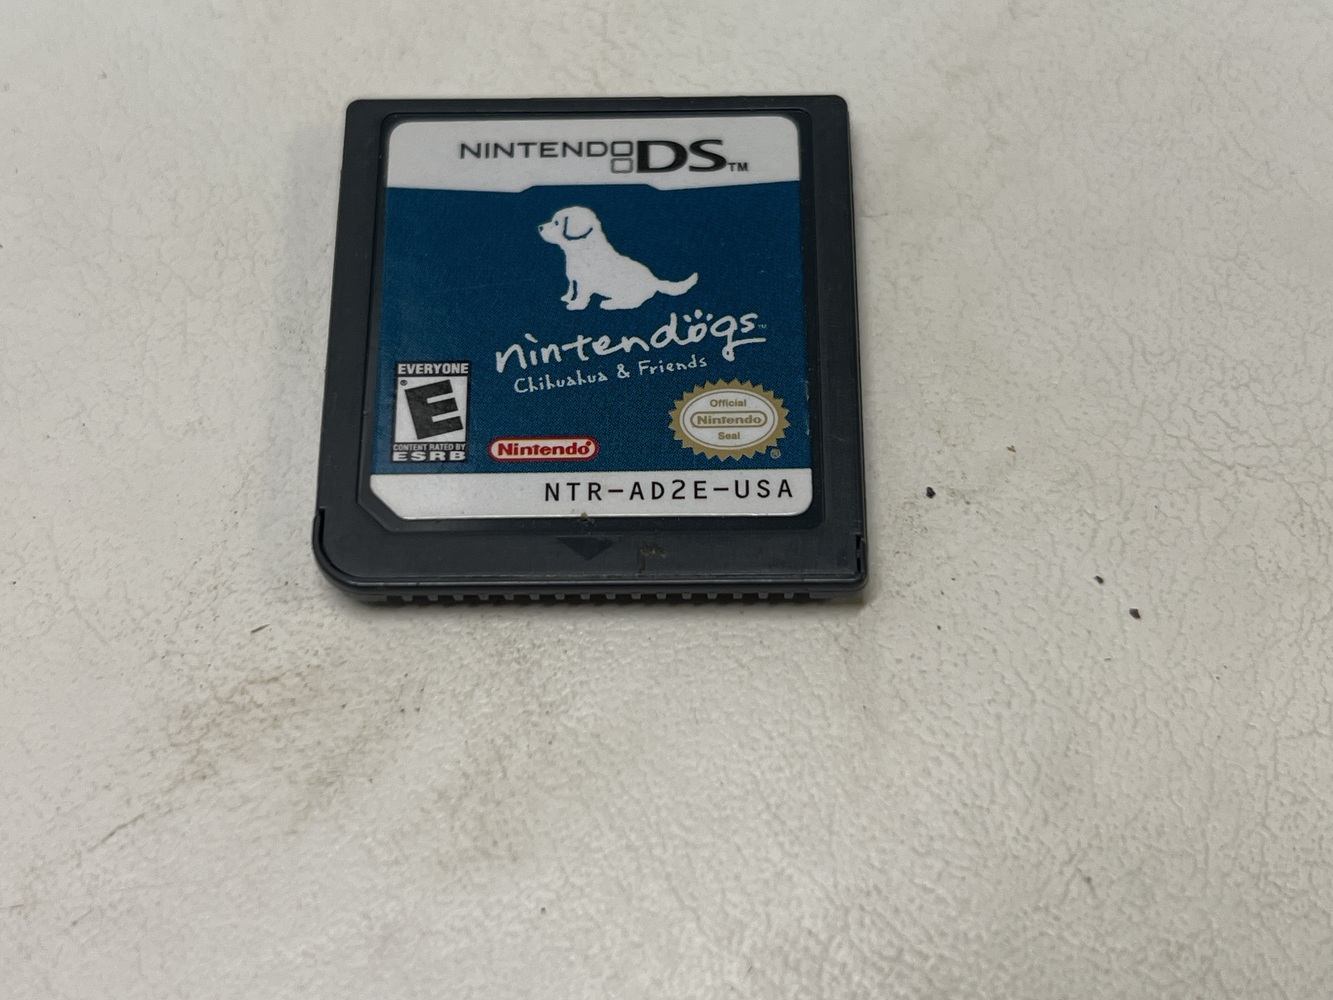 NINTENDO DS™
nintendogs™
Chihuahua & Friends
EVERYONE
E
®
CONTENT RATED BY
ESRB
Nintendo®
Official
Nintendo
Seal
®
NTR-AD2E-USA